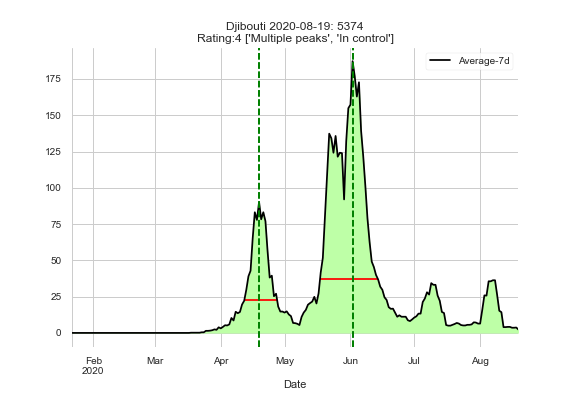 Djibouti 2020-08-19: 5374
Rating:4 ['Multiple peaks', 'In control']
Average-7d
175
150
125
100
75
50
25
0
Feb Mar Apr May Jun Jul Aug
2020
Date